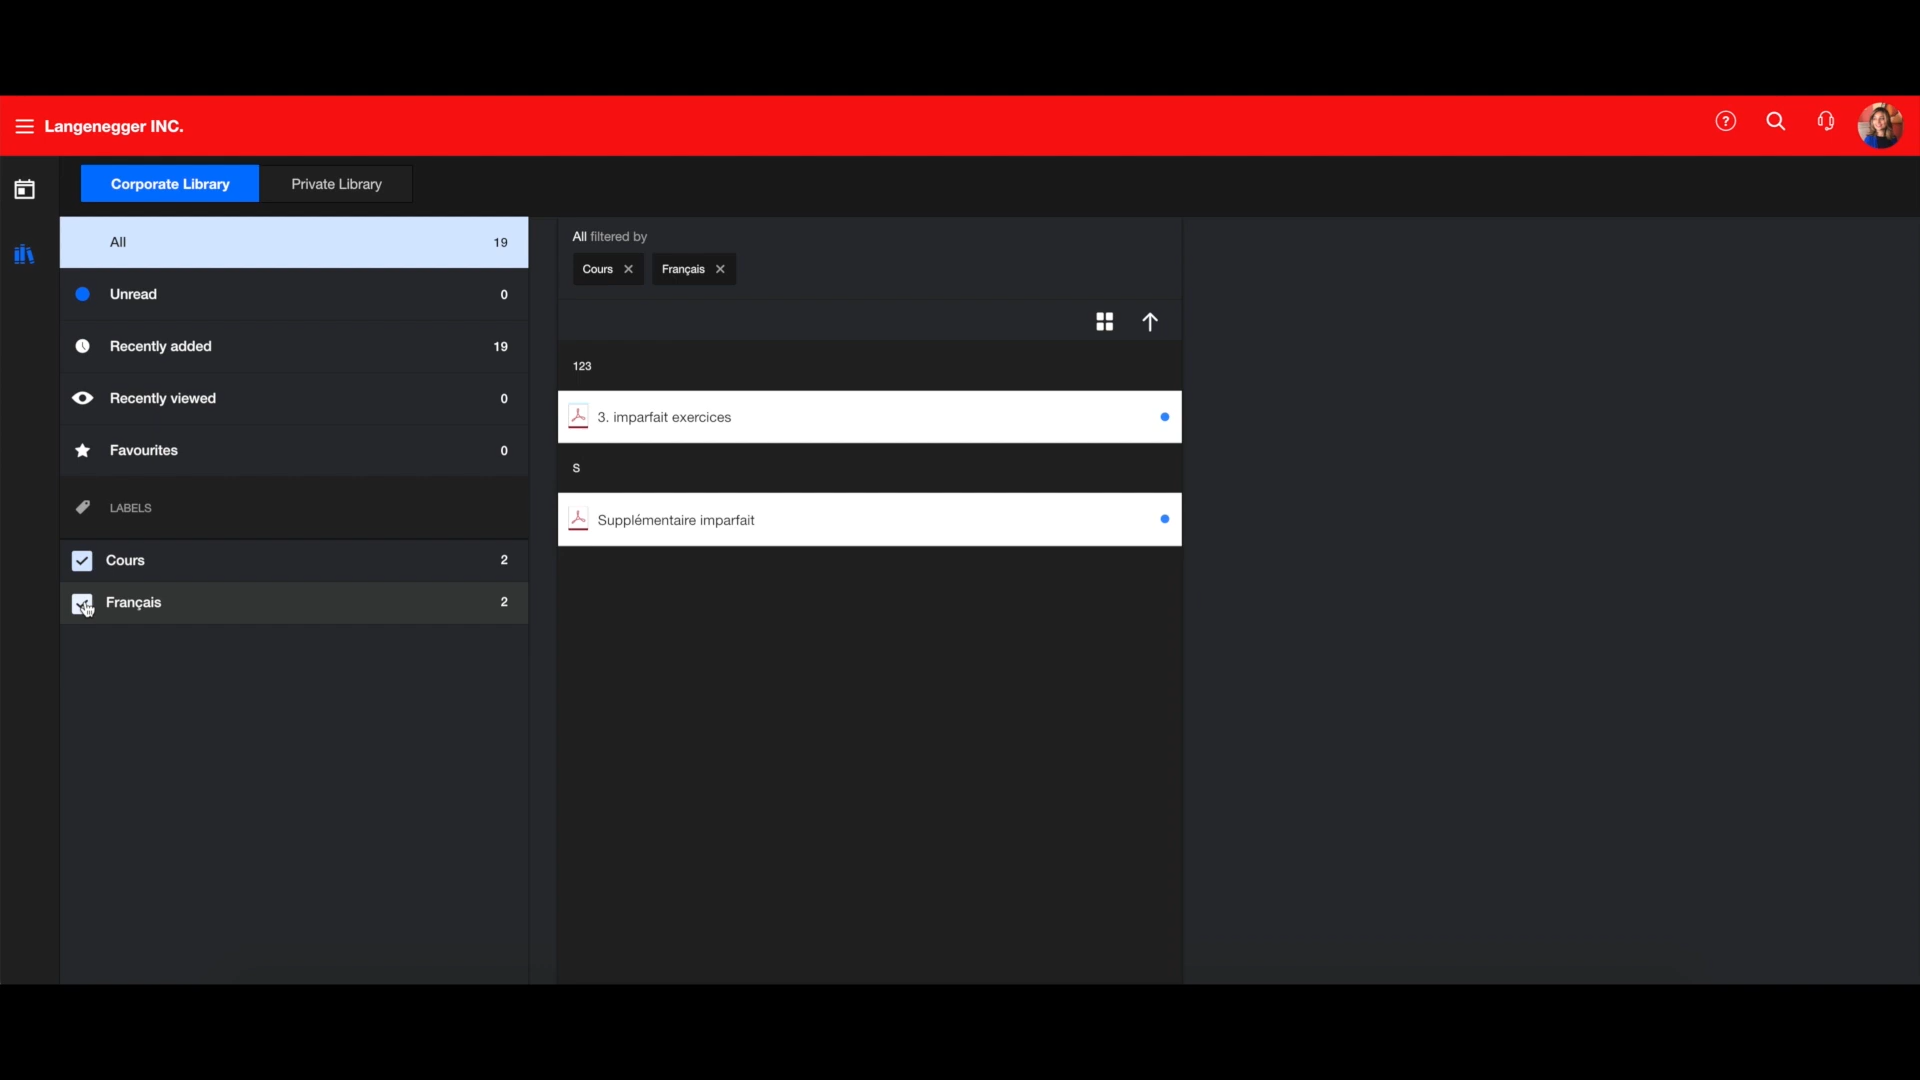 Langenegger INC.
Corporate Library
Private Library
All 19
Unread 0
Recently added 19
Recently viewed 0
Favourites 0
LABELS
Cours 2
Français 2
All filtered by
Cours
Français
123
3. imparfait exercices
S
Supplémentaire imparfait